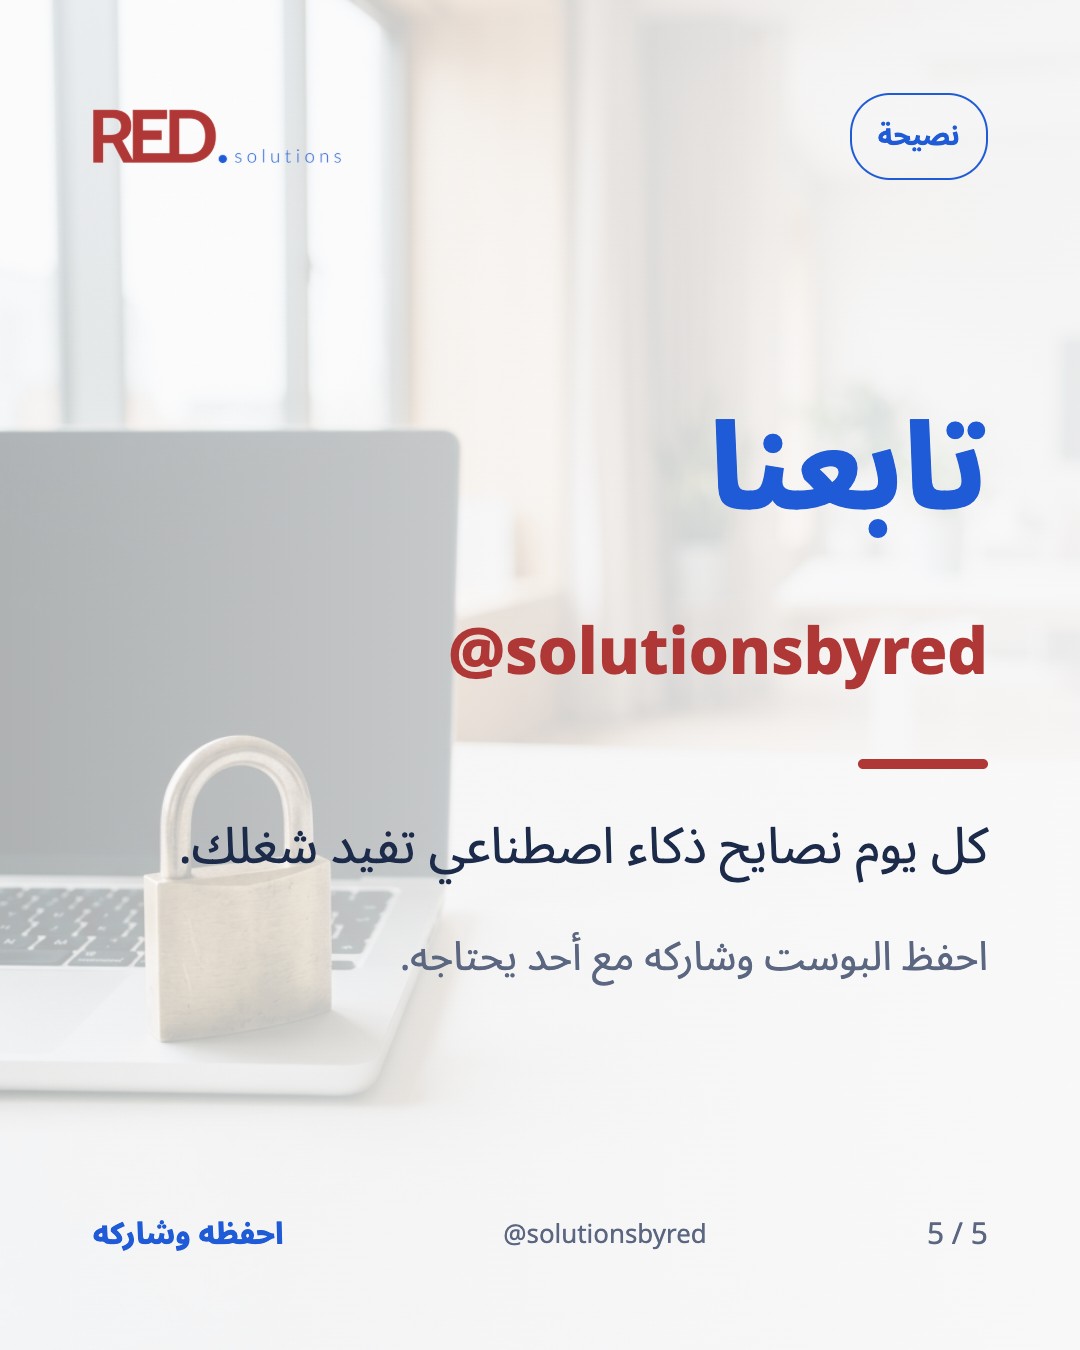 RED.solutions
نصيحة
تابعنا
@solutionsbyred
كل يوم نصايح ذكاء اصطناعي تفيد شغلك.
احفظ البوست وشاركه مع أحد يحتاجه.
احفظه وشاركه
@solutionsbyred
5 / 5